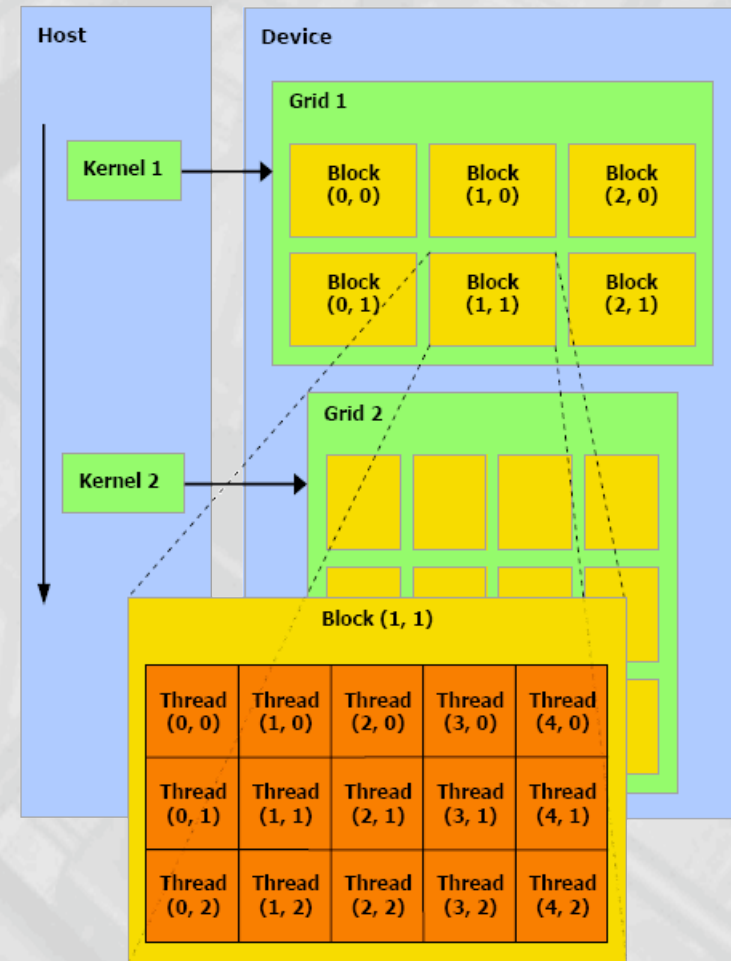 Host
Device
Grid 1
Kernel 1
Block
(0, 0)
Block
(1, 0)
Block
(2, 0)
Block
(0, 1)
Block
(1, 1)
Block
(2, 1)
Grid 2
Kernel 2
Block (1, 1)
Thread
(0, 0)
Thread
(1, 0)
Thread
(2, 0)
Thread
(3, 0)
Thread
(4, 0)
Thread
(0, 1)
Thread
(1, 1)
Thread
(2, 1)
Thread
(3, 1)
Thread
(4, 1)
Thread
(0, 2)
Thread
(1, 2)
Thread
(2, 2)
Thread
(3, 2)
Thread
(4, 2)